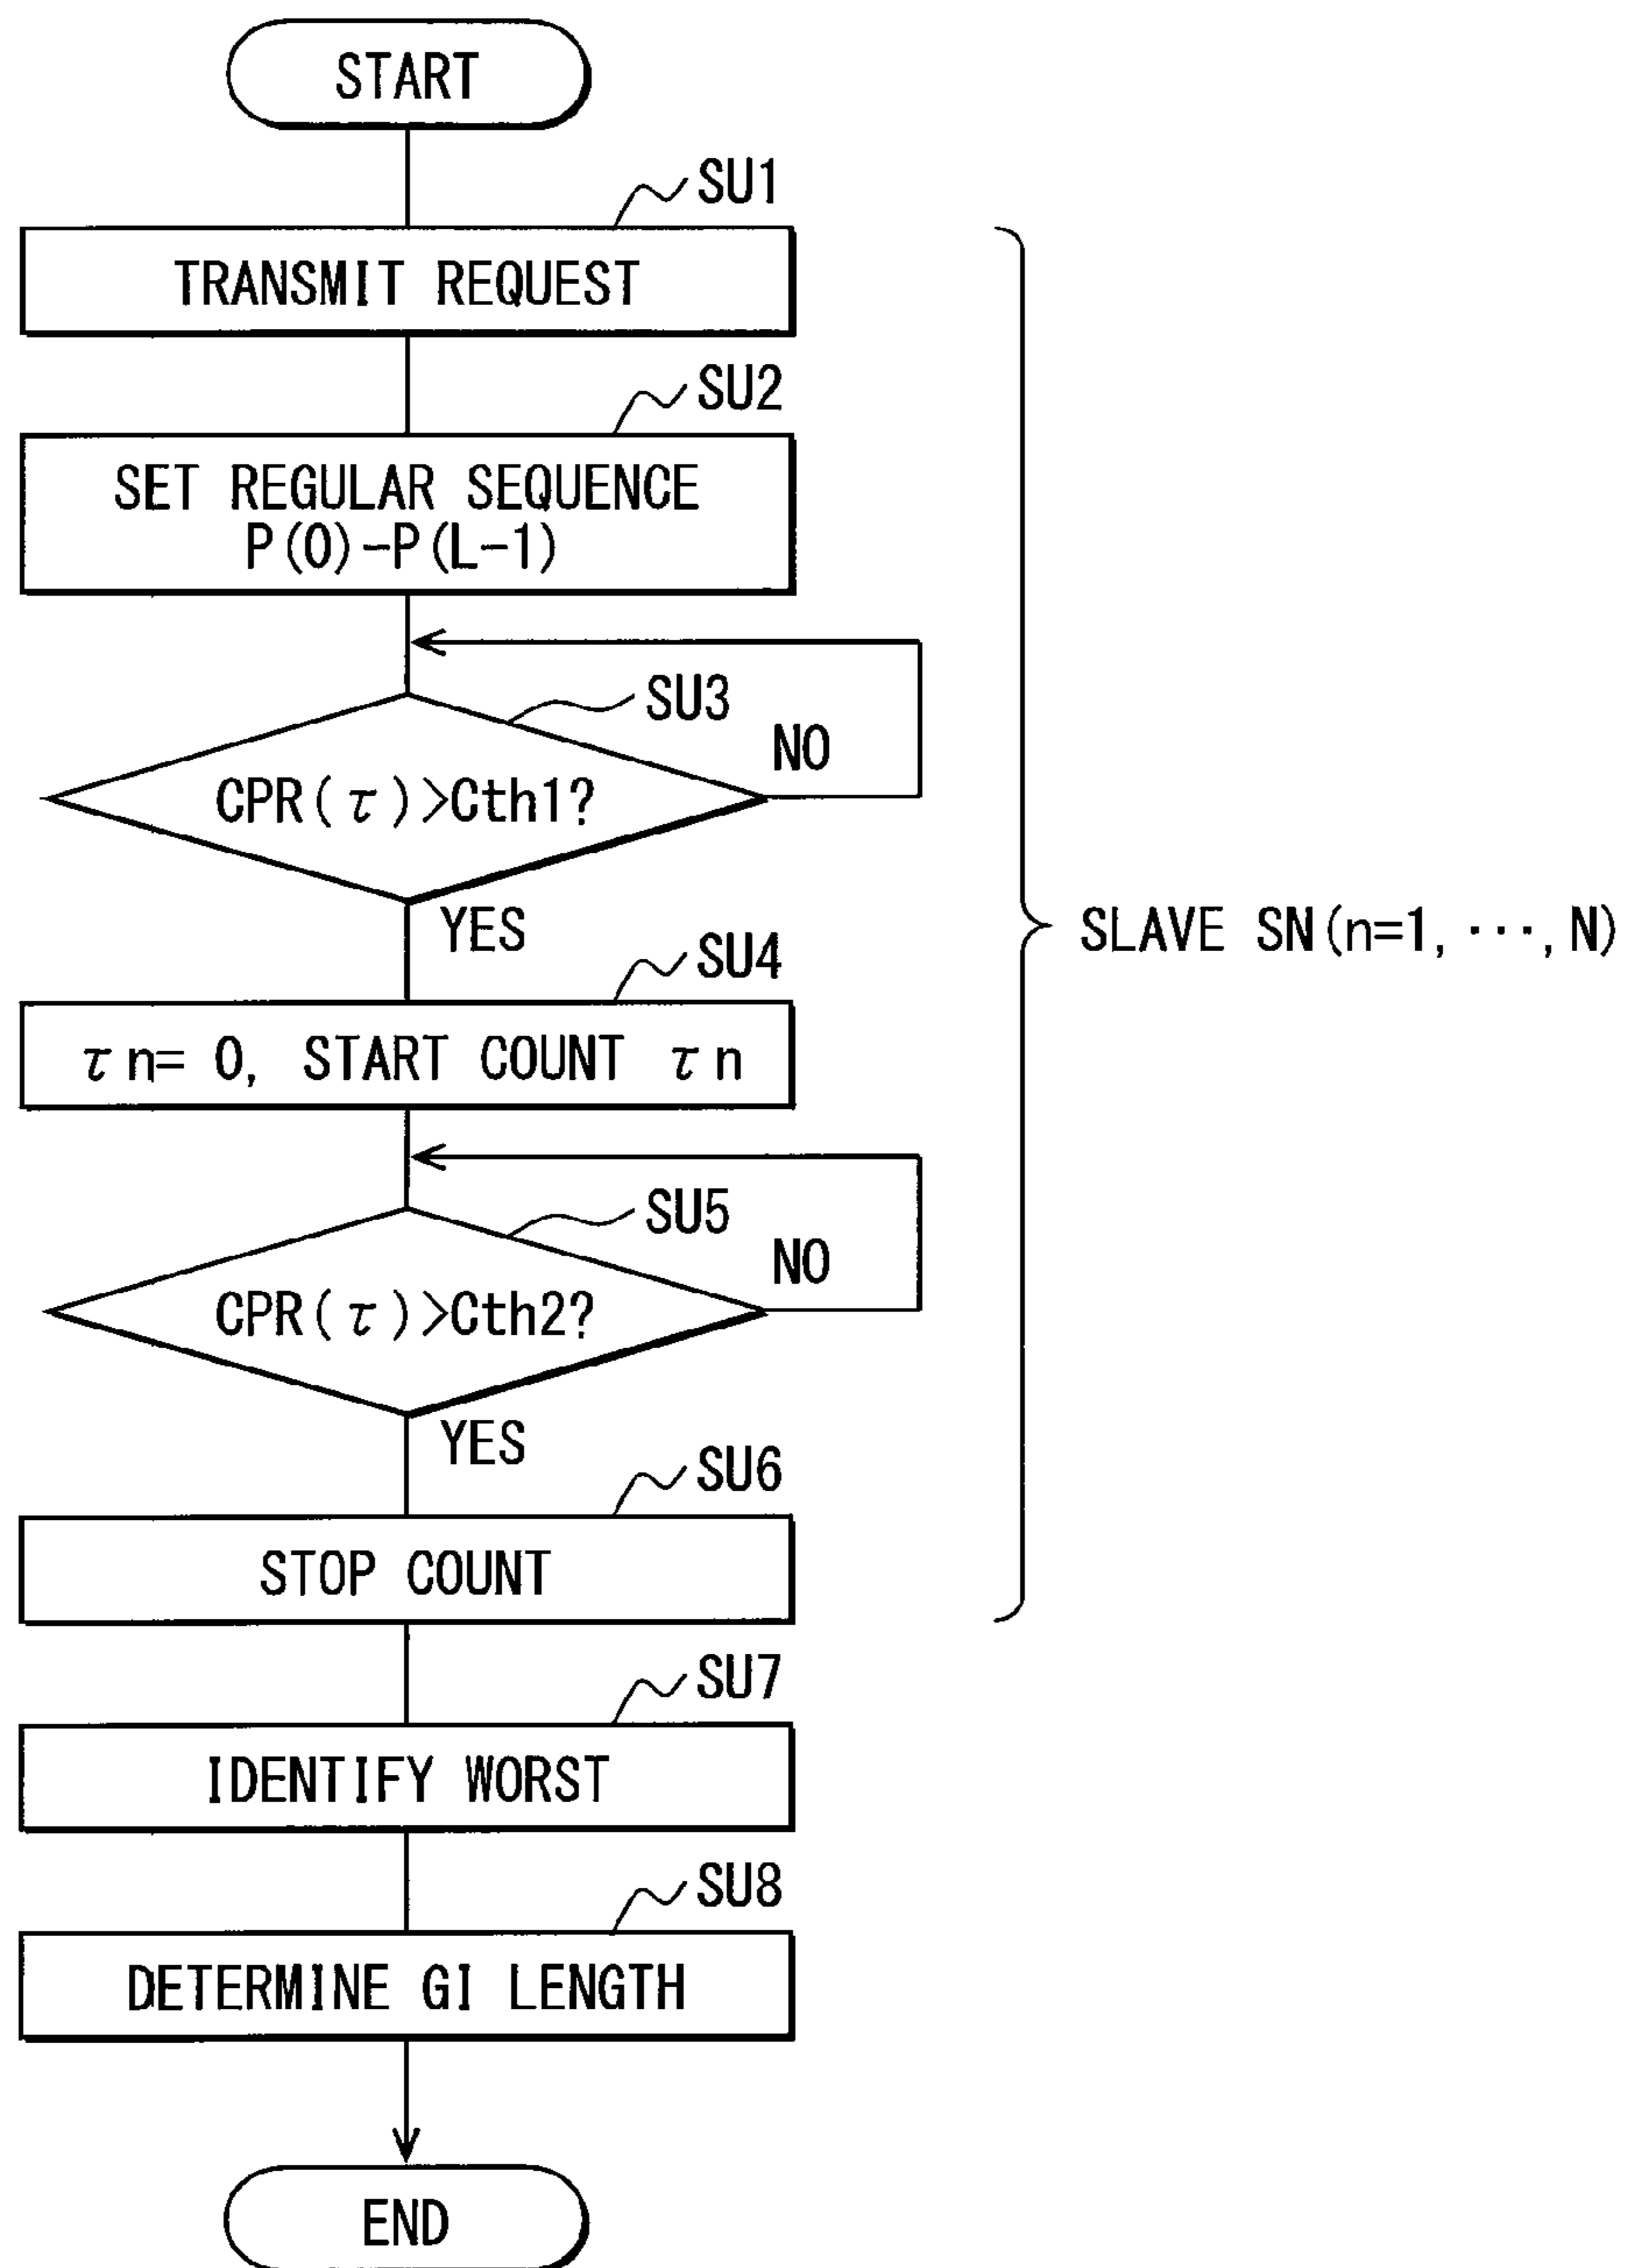 START
SU1
TRANSMIT REQUEST
SU2
SET REGULAR SEQUENCE
P(0)-P(L-1)
SU3
NO
CPR(τ)>Cth1?
YES
SLAVE SN(n=1, ···, N)
SU4
τn= 0, START COUNT τn
SU5
NO
CPR(τ)>Cth2?
YES
SU6
STOP COUNT
SU7
IDENTIFY WORST
SU8
DETERMINE GI LENGTH
END